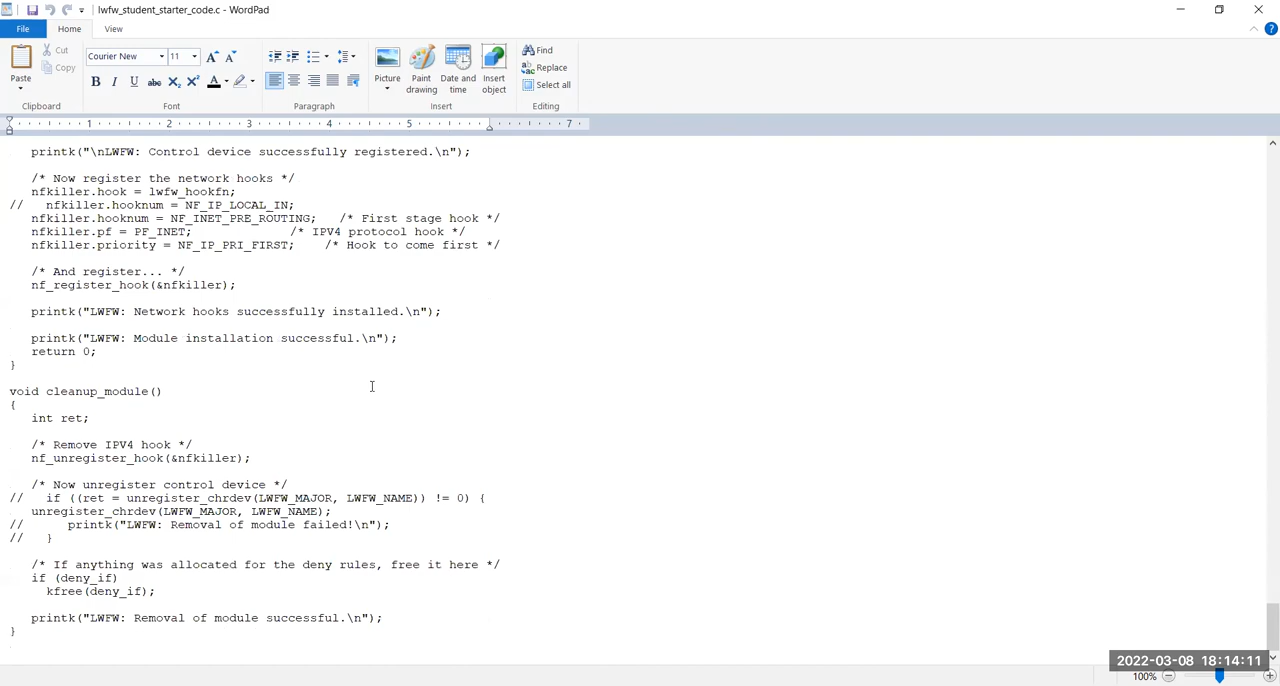 lwfw_student_starter_code.c - WordPad
File
Home
View
Paste
Cut
Copy
Clipboard
Courier New
11
Font
Paragraph
Picture
Paint drawing
Date and time
Insert object
Insert
Find
Replace
Select all
Editing
1 2 3 4 5 7
printk("\nLWFW: Control device successfully registered.\n");
/* Now register the network hooks */
nfkiller.hook = lwfw_hookfn;
// nfkiller.hooknum = NF_IP_LOCAL_IN;
nfkiller.hooknum = NF_INET_PRE_ROUTING; /* First stage hook */
nfkiller.pf = PF_INET; /* IPV4 protocol hook */
nfkiller.priority = NF_IP_PRI_FIRST; /* Hook to come first */
/* And register... */
nf_register_hook(&nfkiller);
printk("LWFW: Network hooks successfully installed.\n");
printk("LWFW: Module installation successful.\n");
return 0;
}
void cleanup_module()
{
int ret;
/* Remove IPV4 hook */
nf_unregister_hook(&nfkiller);
/* Now unregister control device */
// if ((ret = unregister_chrdev(LWFW_MAJOR, LWFW_NAME)) != 0) {
unregister_chrdev(LWFW_MAJOR, LWFW_NAME);
// printk("LWFW: Removal of module failed!\n");
// }
/* If anything was allocated for the deny rules, free it here */
if (deny_if)
kfree(deny_if);
printk("LWFW: Removal of module successful.\n");
}
2022-03-08 18:14:11
100%